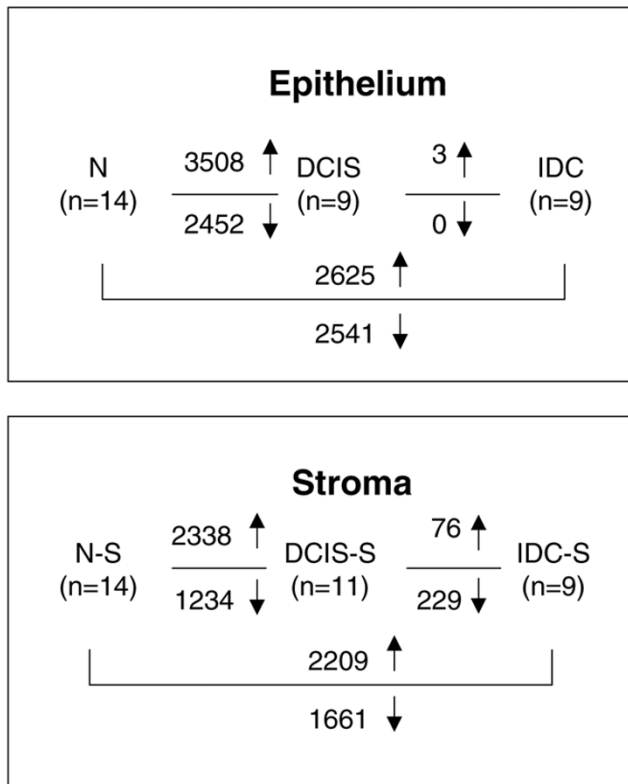 Epithelium
N
(n=14)
3508 ↑
2452 ↓
DCIS
(n=9)
3 ↑
0 ↓
IDC
(n=9)
2625 ↑
2541 ↓
Stroma
N-S
(n=14)
2338 ↑
1234 ↓
DCIS-S
(n=11)
76 ↑
229 ↓
IDC-S
(n=9)
2209 ↑
1661 ↓